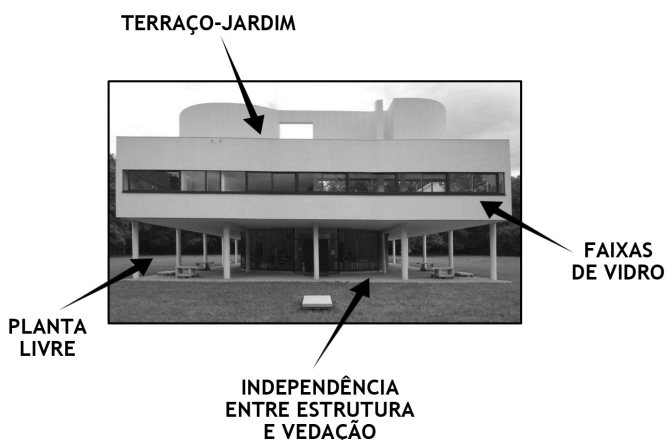 TERRAÇO-JARDIM
FAIXAS
DE VIDRO
PLANTA
LIVRE
INDEPENDÊNCIA
ENTRE ESTRUTURA
E VEDAÇÃO